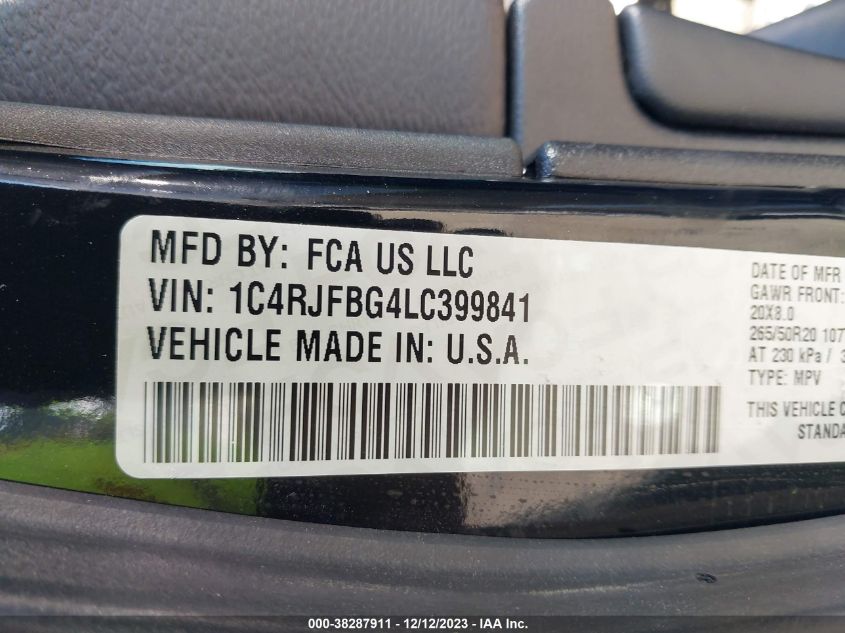 MFD BY: FCA US LLC
VIN: 1C4RJFBG4LC399841
VEHICLE MADE IN: U.S.A.
DATE OF MFR
GAWR FRONT:
20X8.0
265/50R20 107
AT 230 kPa / 3
TYPE: MPV
THIS VEHICLE C
STANDA
000-38287911 - 12/12/2023 - IAA Inc.